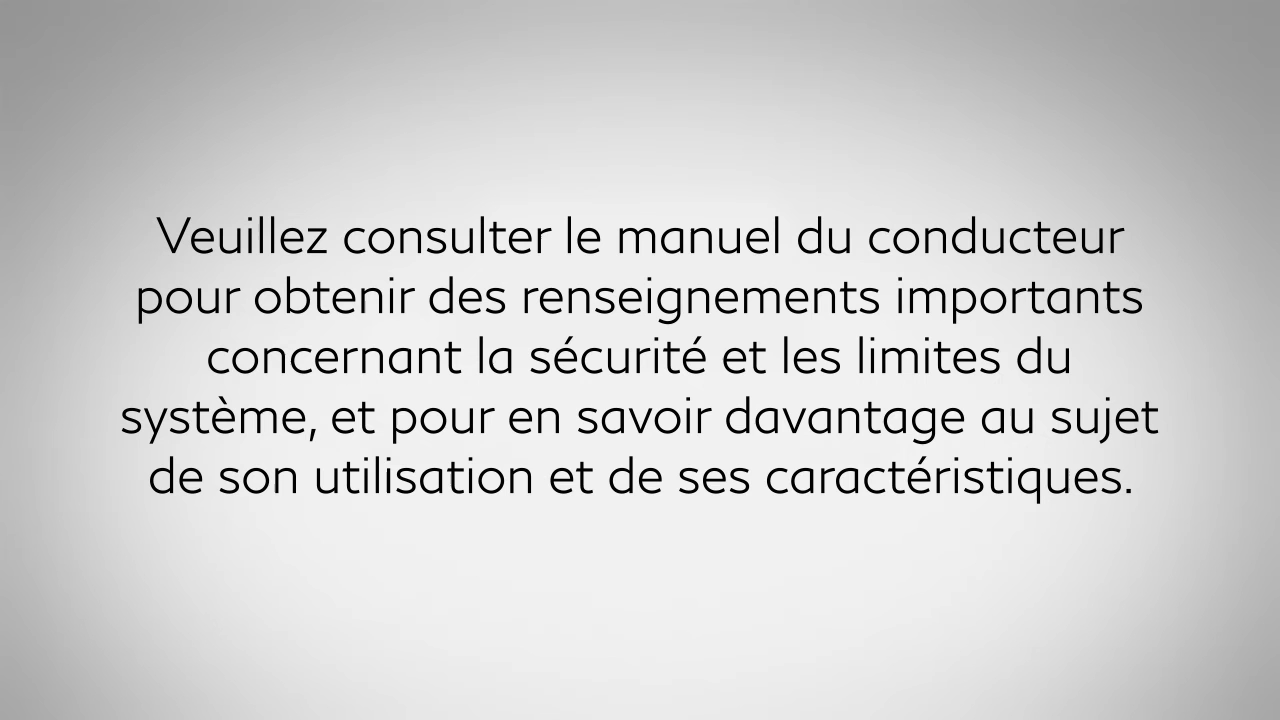 Veuillez consulter le manuel du conducteur
pour obtenir des renseignements importants
concernant la sécurité et les limites du
système, et pour en savoir davantage au sujet
de son utilisation et de ses caractéristiques.